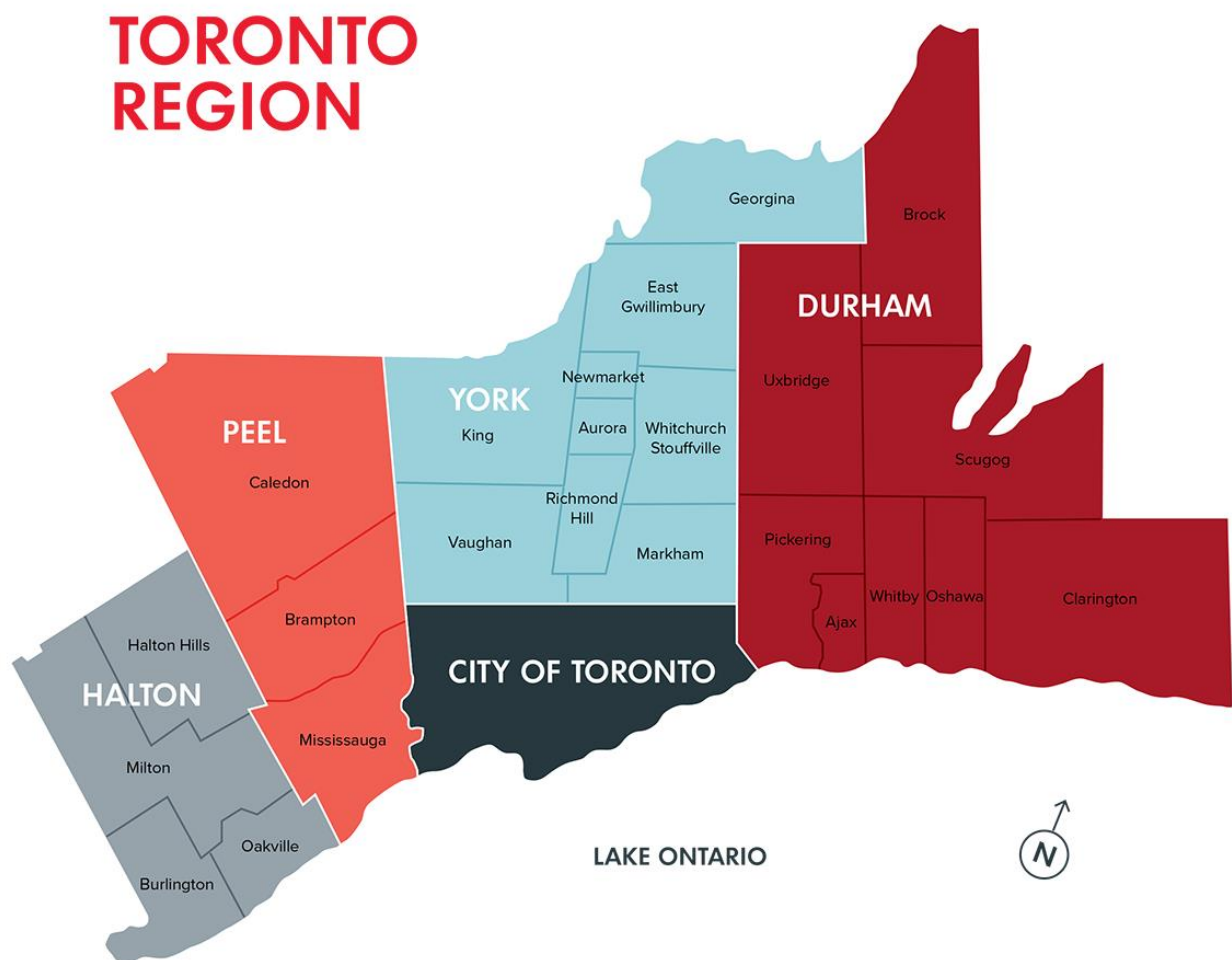 TORONTO
REGION
Georgina
Brock
East
Gwillimbury
DURHAM
Newmarket
Uxbridge
YORK
King
Aurora
Whitchurch
Stouffville
PEEL
Caledon
Scugog
Richmond
Hill
Vaughan
Markham
Pickering
Whitby
Oshawa
Clarington
Ajax
Brampton
Halton Hills
CITY OF TORONTO
HALTON
Mississauga
Milton
Oakville
Burlington
LAKE ONTARIO
N